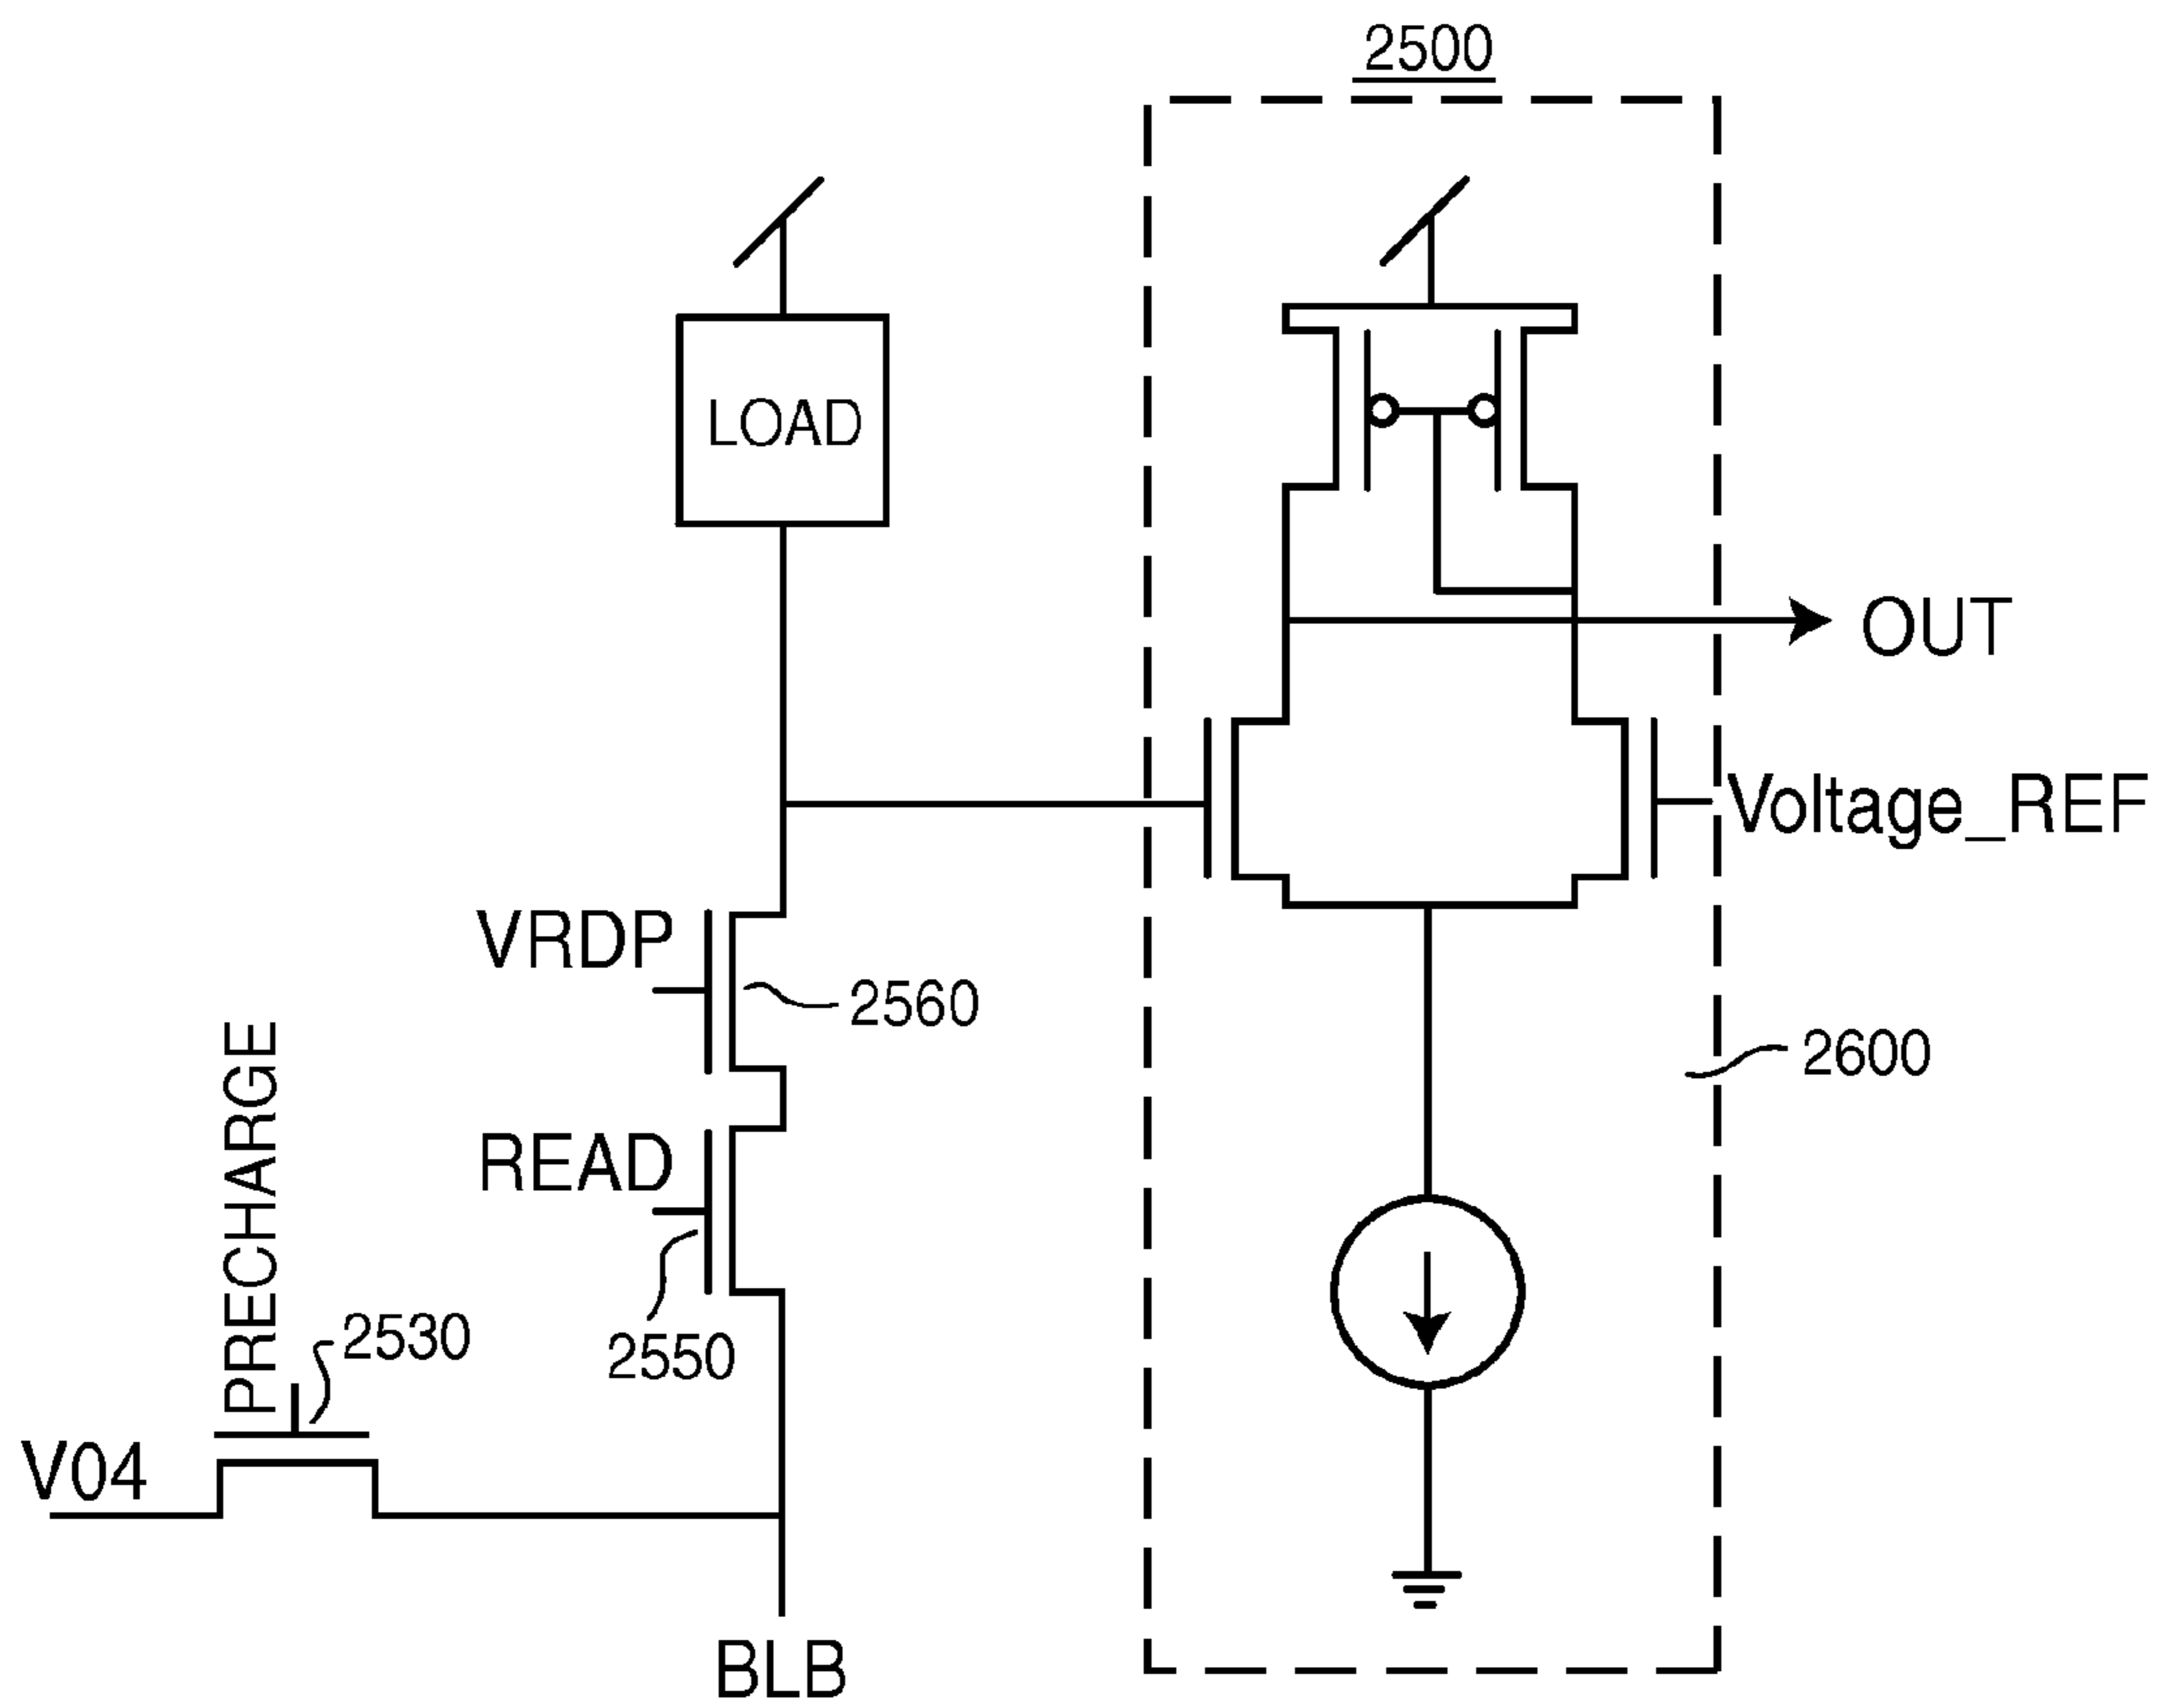 2500
LOAD
OUT
Voltage_REF
VRDP
2560
2600
PRECHARGE
READ
2530
2550
V04
BLB